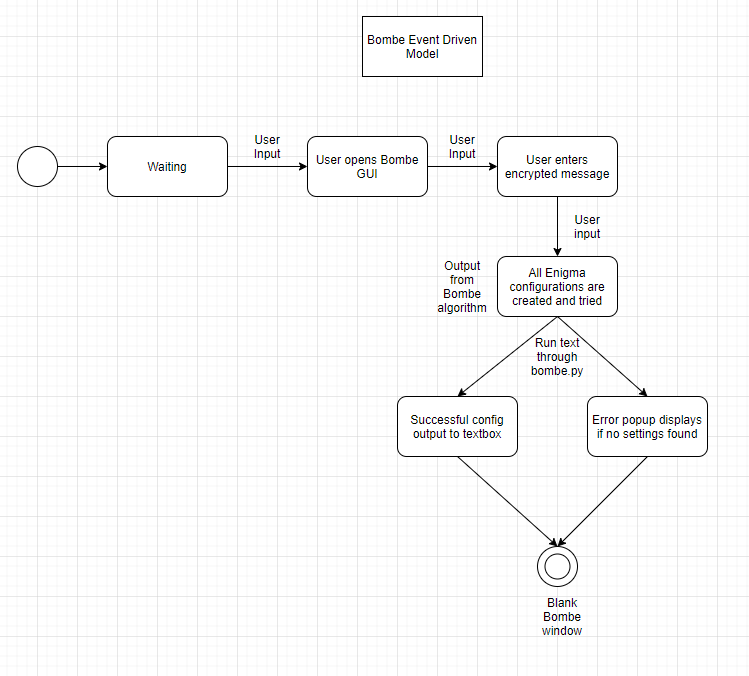 Bombe Event Driven
Model
Waiting
User
Input
User opens Bombe
GUI
User
Input
User enters
encrypted message
User
input
Output
from
Bombe
algorithm
All Enigma
configurations are
created and tried
Run text
through
bombe.py
Successful config
output to textbox
Error popup displays
if no settings found
Blank
Bombe
window